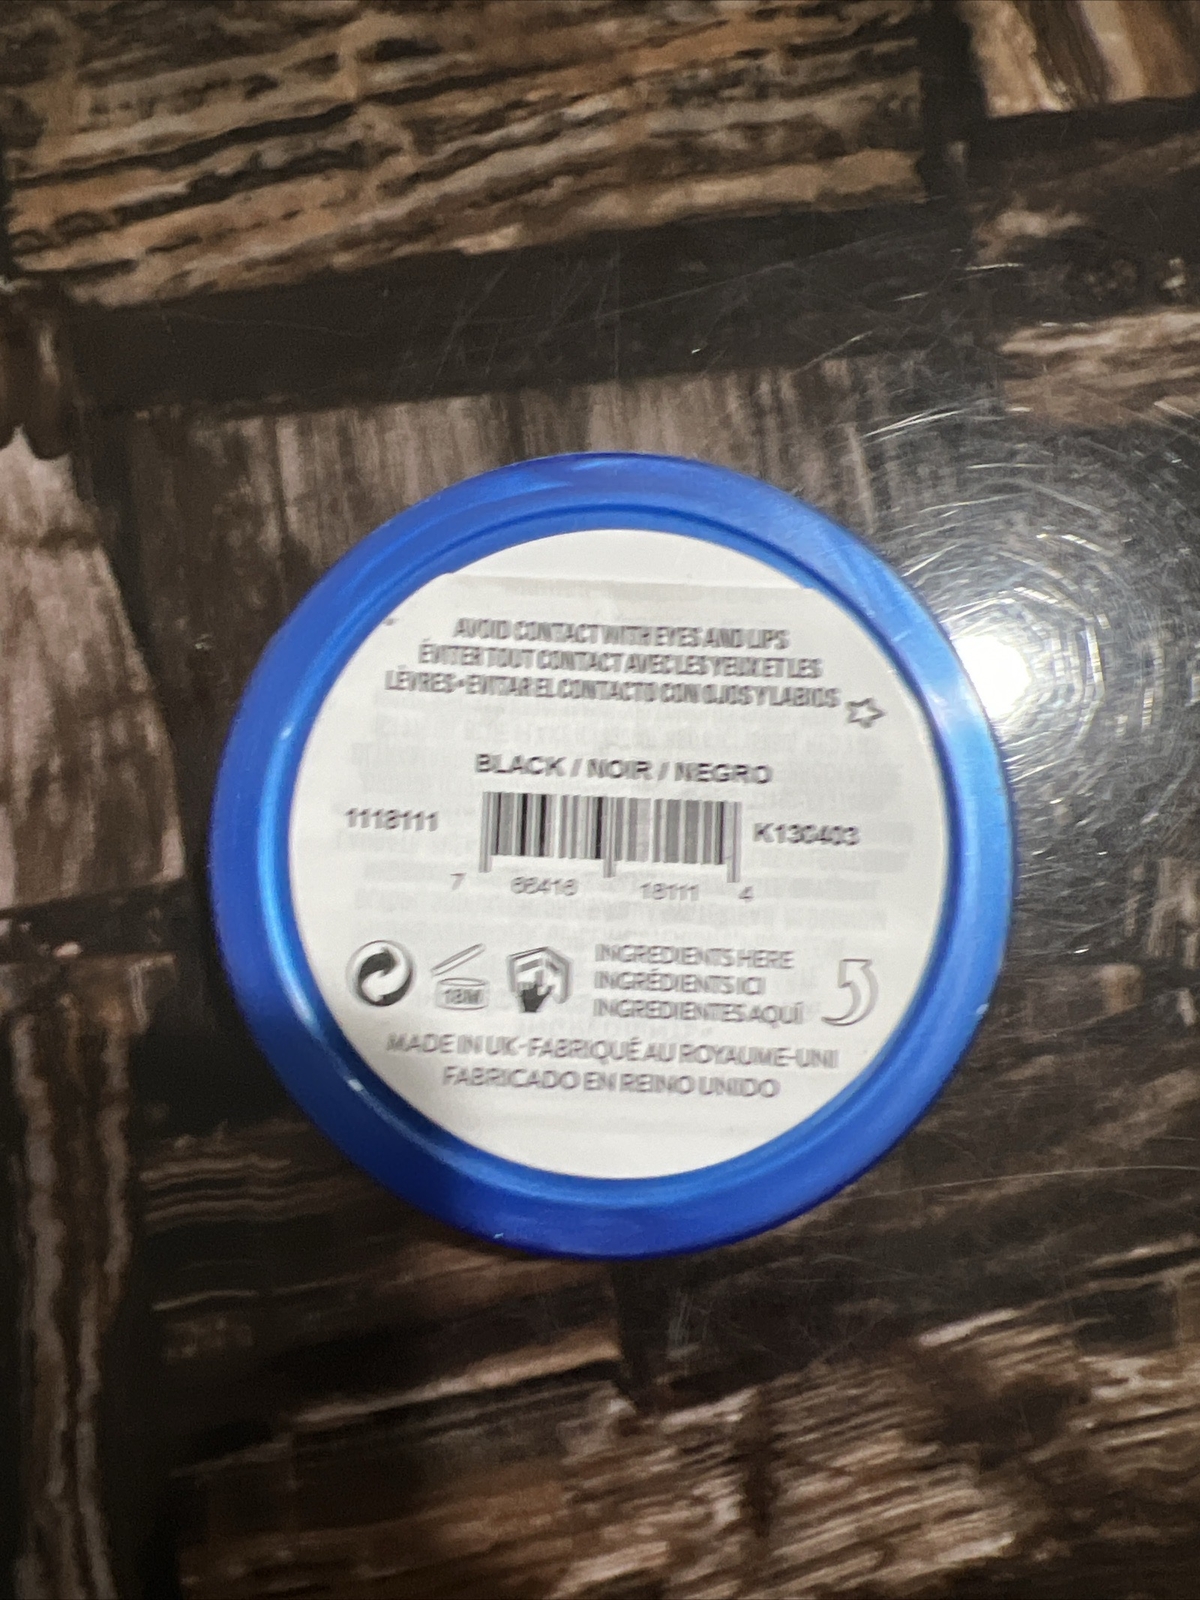 AVOID CONTACT WITH EYES AND LIPS
ÉVITER TOUT CONTACT AVEC LES YEUX ET LES
LÈVRES • EVITAR EL CONTACTO CON OJOS Y LABIOS
BLACK / NOIR / NEGRO
1118111 K130403
7 66416 18111 4
18M
INGREDIENTS HERE
INGRÉDIENTS ICI
INGREDIENTES AQUÍ
MADE IN UK • FABRIQUÉ AU ROYAUME-UNI
FABRICADO EN REINO UNIDO